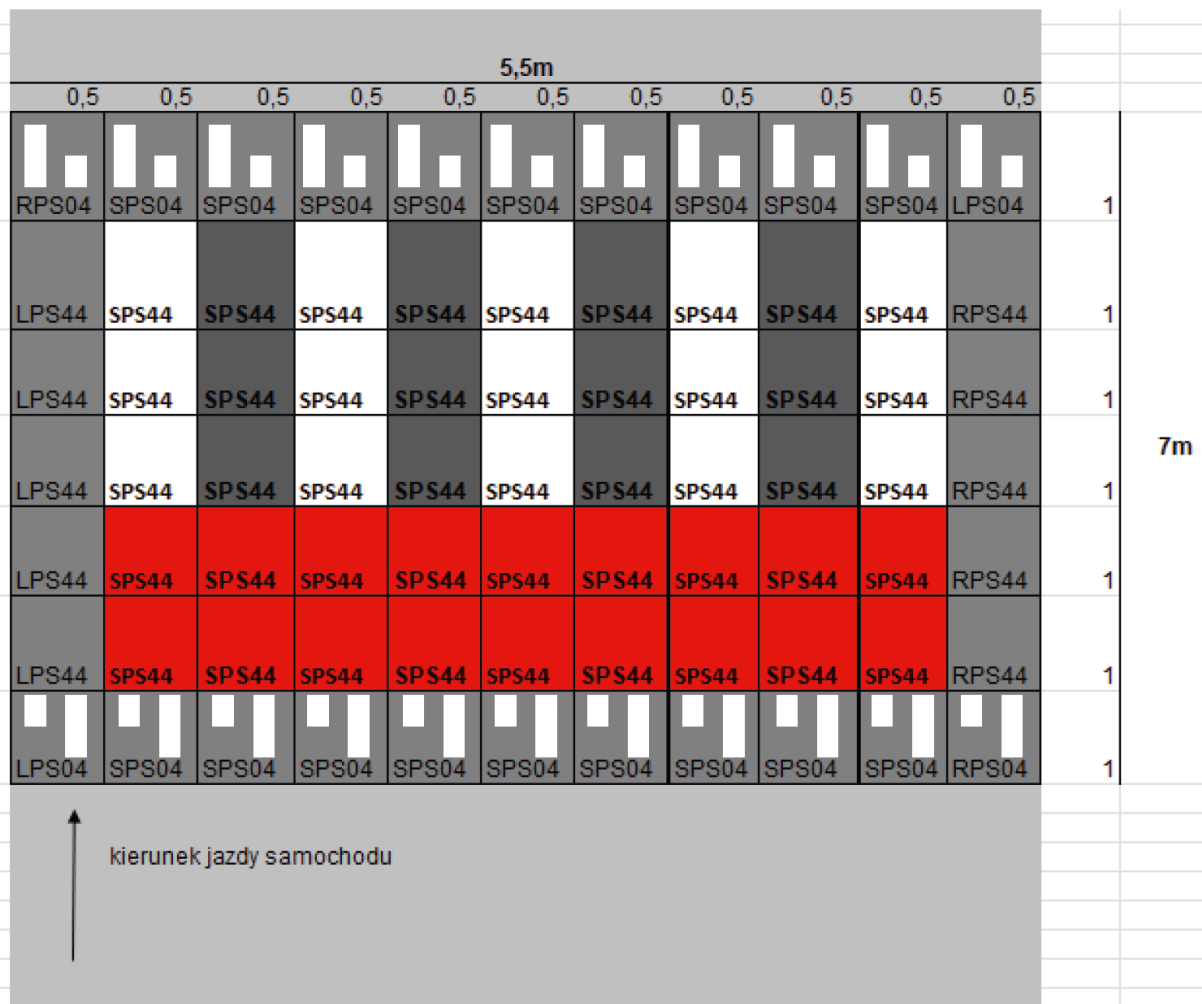 5,5m
0,5 0,5 0,5 0,5 0,5 0,5 0,5 0,5 0,5 0,5 0,5
RPS04 SPS04 SPS04 SPS04 SPS04 SPS04 SPS04 SPS04 SPS04 SPS04 LPS04 1
LPS44 SPS44 SPS44 SPS44 SPS44 SPS44 SPS44 SPS44 SPS44 SPS44 RPS44 1
LPS44 SPS44 SPS44 SPS44 SPS44 SPS44 SPS44 SPS44 SPS44 SPS44 RPS44 1
7m
LPS44 SPS44 SPS44 SPS44 SPS44 SPS44 SPS44 SPS44 SPS44 SPS44 RPS44 1
LPS44 SPS44 SPS44 SPS44 SPS44 SPS44 SPS44 SPS44 SPS44 SPS44 RPS44 1
LPS44 SPS44 SPS44 SPS44 SPS44 SPS44 SPS44 SPS44 SPS44 SPS44 RPS44 1
LPS04 SPS04 SPS04 SPS04 SPS04 SPS04 SPS04 SPS04 SPS04 SPS04 RPS04 1
kierunek jazdy samochodu